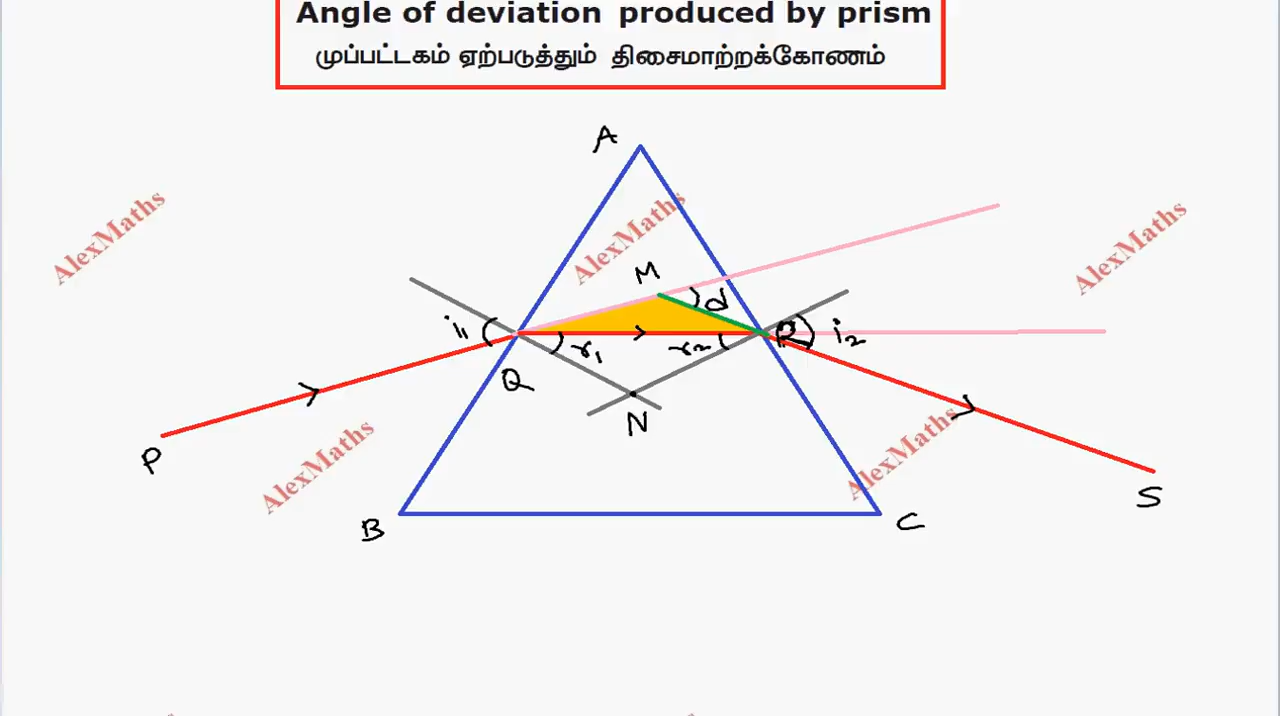 Angle of deviation produced by prism
முப்பட்டகம் ஏற்படுத்தும் திசைமாற்றக்கோணம்
A
AlexMaths
AlexMaths
AlexMaths
M
d
i1
r1
r2
R
i2
Q
N
P
AlexMaths
AlexMaths
S
B
C